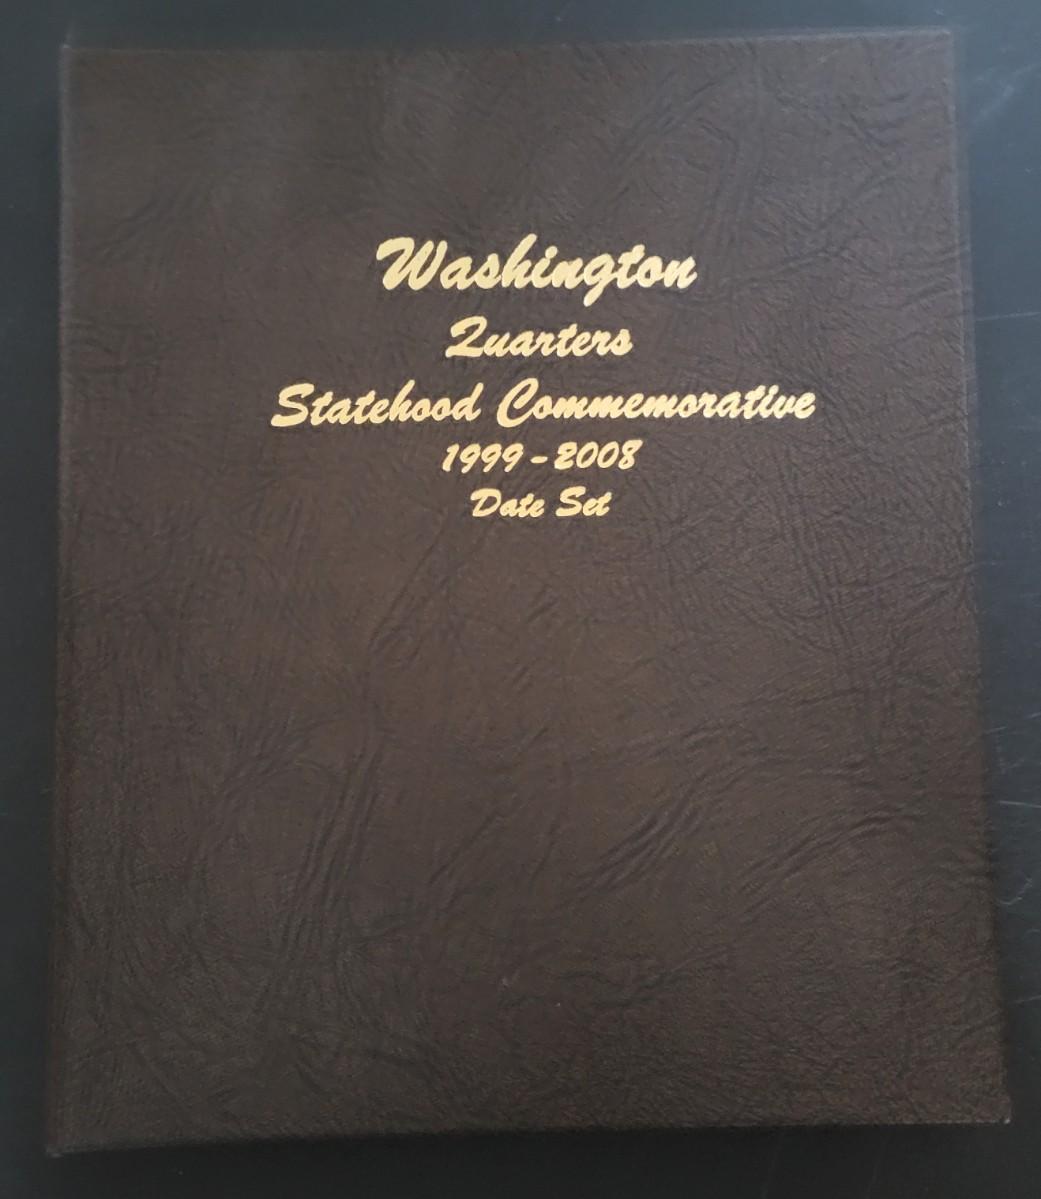 Washington
Quarters
Statehood Commemorative
1999-2008
Date Set